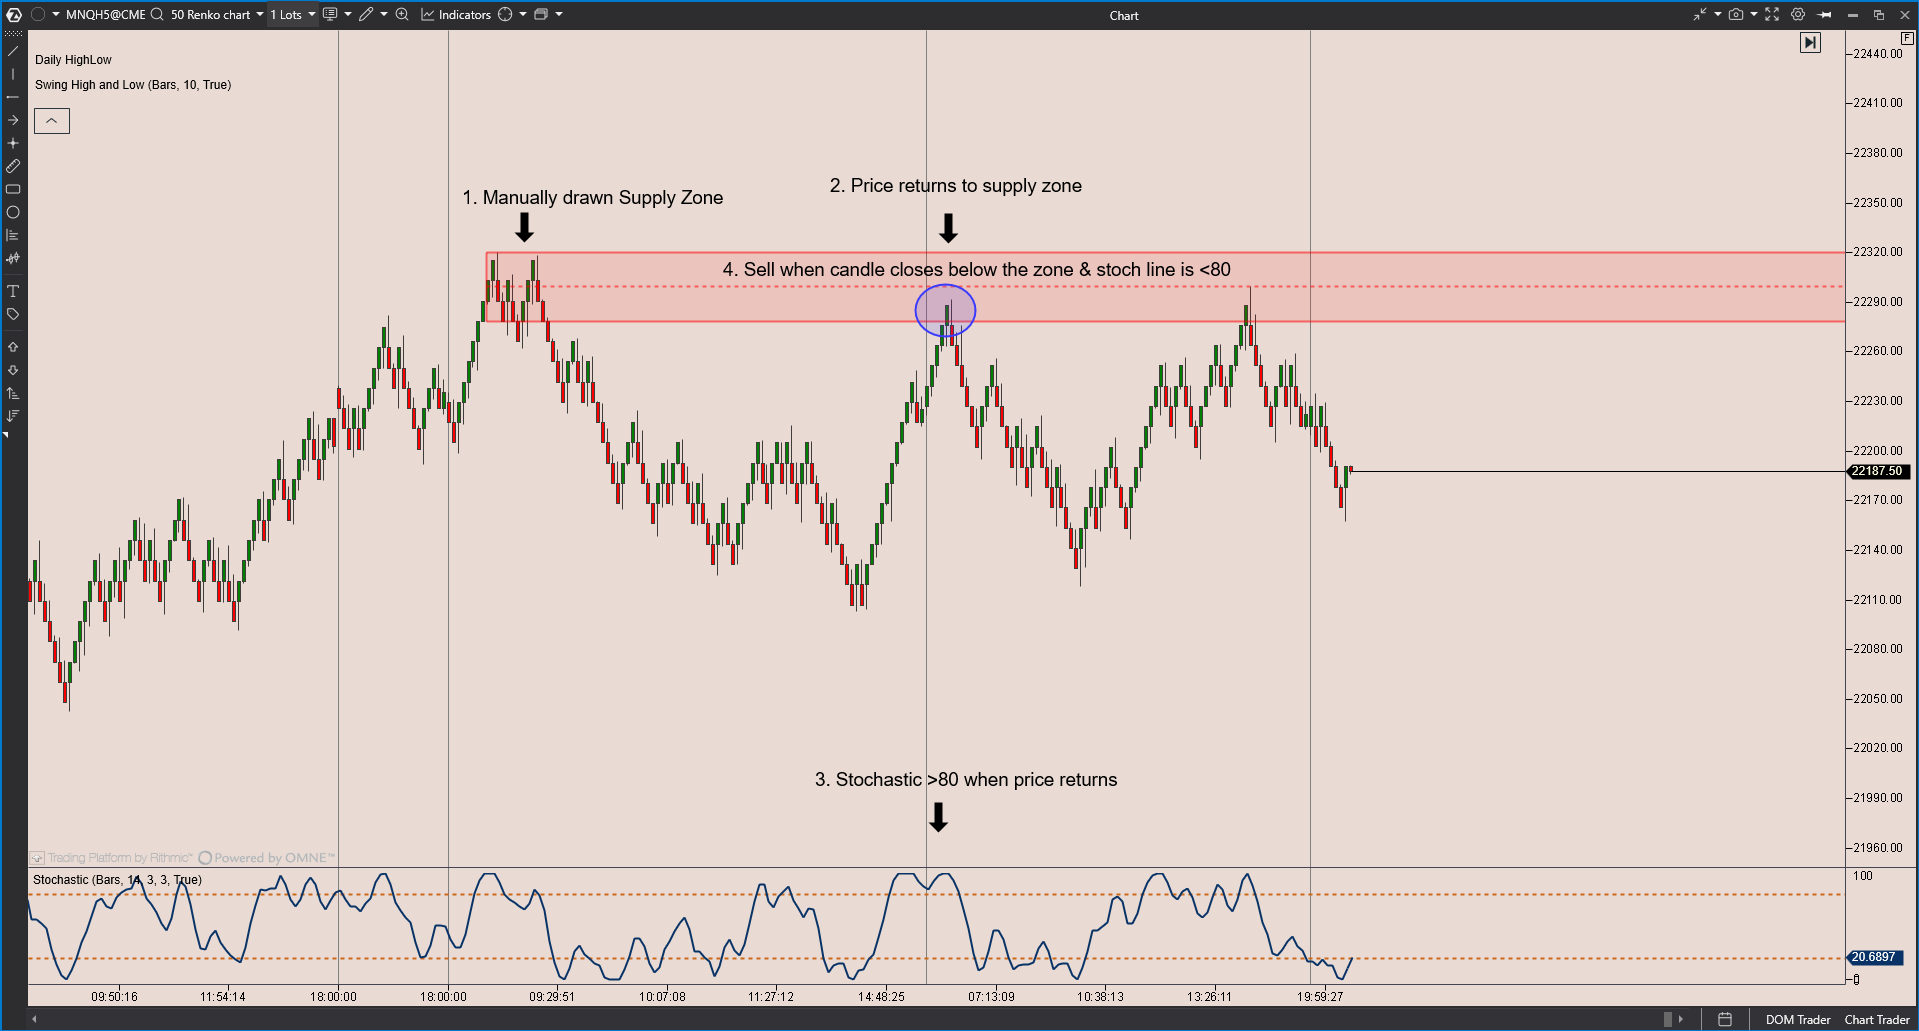 MNQH5@CME 50 Renko chart 1 Lots Indicators Chart
F
Daily HighLow
Swing High and Low (Bars, 10, True)
1. Manually drawn Supply Zone
2. Price returns to supply zone
4. Sell when candle closes below the zone & stoch line is <80
3. Stochastic >80 when price returns
22440.00
22410.00
22380.00
22350.00
22320.00
22290.00
22260.00
22230.00
22200.00
22187.50
22170.00
22140.00
22110.00
22080.00
22050.00
22020.00
21990.00
21960.00
Trading Platform by Rithmic™ Powered by OMNE™
Stochastic (Bars, 14, 3, 3, True)
100
20.6897
0
09:50:16 11:54:14 18:00:00 18:00:00 09:29:51 10:07:08 11:27:12 14:48:25 07:13:09 10:38:13 13:26:11 19:59:27
DOM Trader Chart Trader